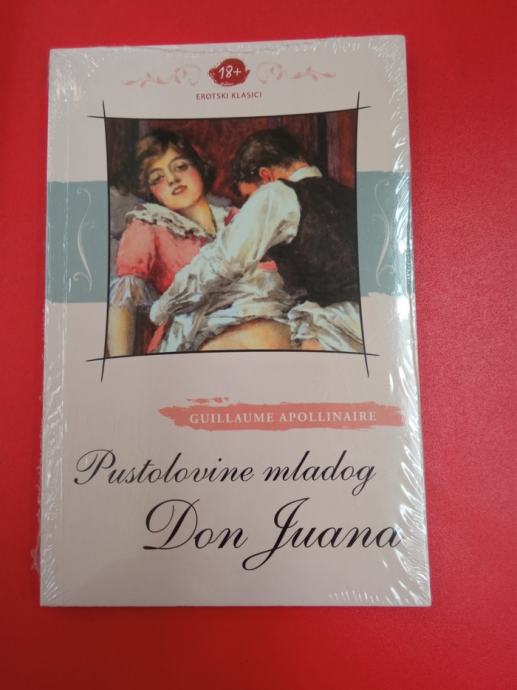 18+
EROTSKI KLASICI
GUILLAUME APOLLINAIRE
Pustolovine mladog
Don Juana